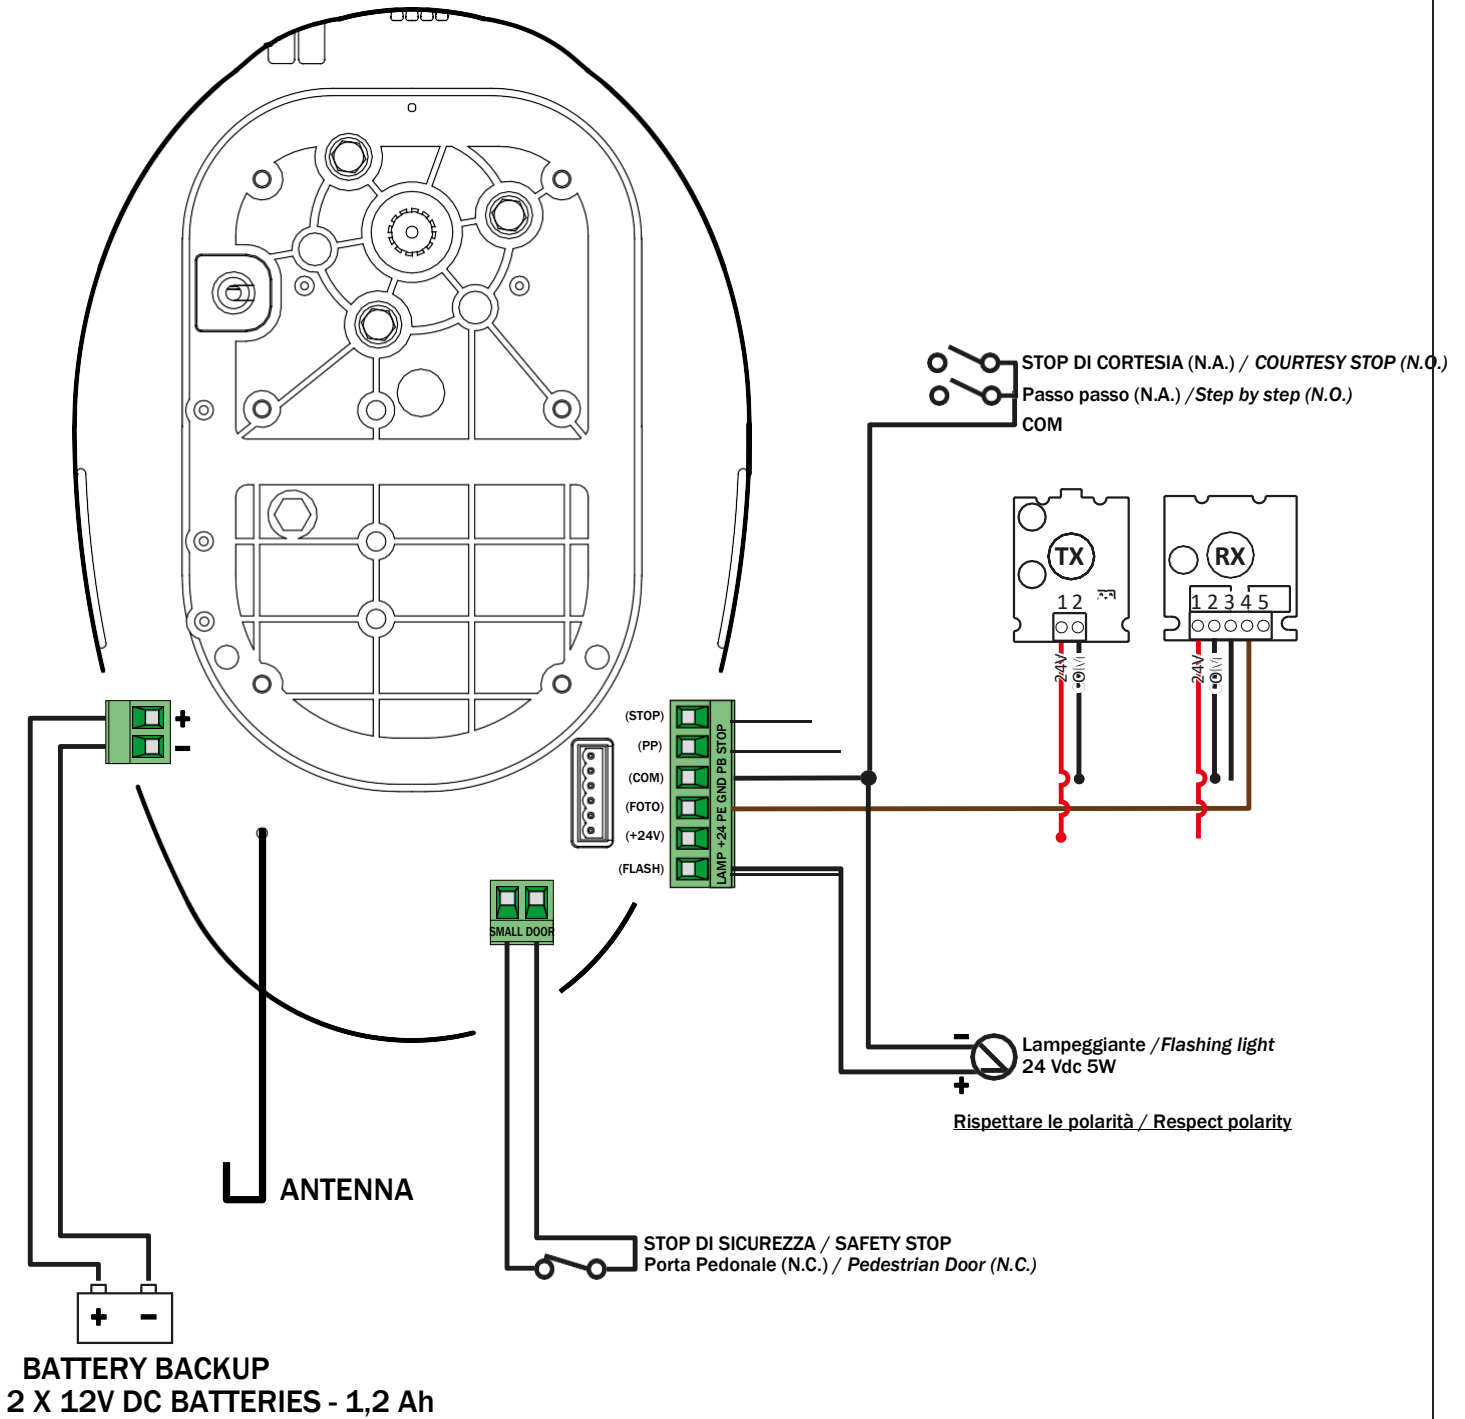 STOP DI CORTESIA (N.A.) / COURTESY STOP (N.O.)
Passo passo (N.A.) /Step by step (N.O.)
COM
TX
1 2
24V
RX
1 2 3 4 5
24V
+
−
(STOP)
(PP)
(COM)
(FOTO)
(+24V)
(FLASH)
LAMP +24 PE GND PB STOP
SMALL DOOR
−
Lampeggiante /Flashing light
24 Vdc 5W
+
Rispettare le polarità / Respect polarity
ANTENNA
STOP DI SICUREZZA / SAFETY STOP
Porta Pedonale (N.C.) / Pedestrian Door (N.C.)
+ −
BATTERY BACKUP
2 X 12V DC BATTERIES - 1,2 Ah